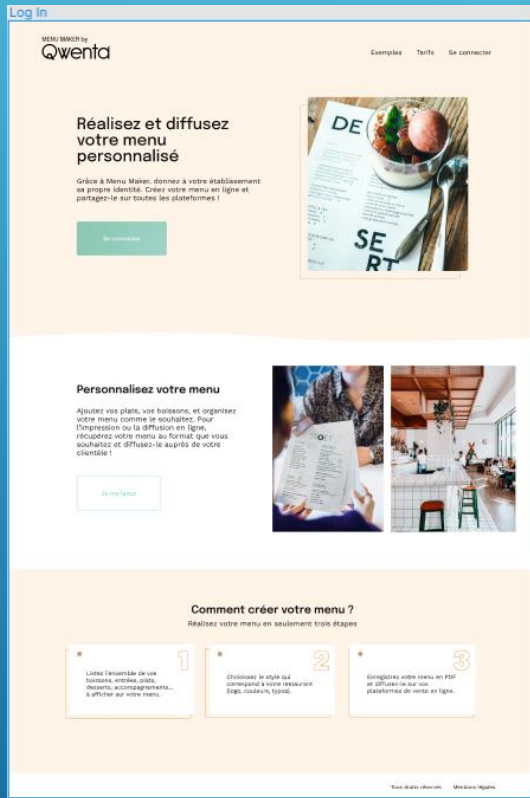 Log In
MENU MAKER by
Qwenta
Exemples Tarifs Se connecter
Réalisez et diffusez
votre menu
personnalisé
Grâce à Menu Maker, donnez à votre établissement
sa propre identité. Créez votre menu en ligne et
partagez-le sur toutes les plateformes !
Se connecter
DE
SE
RT
Personnalisez votre menu
Ajoutez vos plats, vos boissons, et organisez
votre menu comme le souhaitez. Pour
l'impression ou la diffusion en ligne,
récupérez votre menu au format que vous
souhaitez et diffusez-le auprès de votre
clientèle !
Je me lance
Comment créer votre menu ?
Réalisez votre menu en seulement trois étapes
1
Listez l'ensemble de vos
boissons, entrées, plats,
desserts, accompagnements...
à afficher sur votre menu.
2
Choisissez le style qui
correspond à votre restaurant
(logo, couleurs, typos).
3
Enregistrez votre menu en PDF
et diffusez-le sur vos
plateformes de vente en ligne.
Tous droits réservés Mentions légales